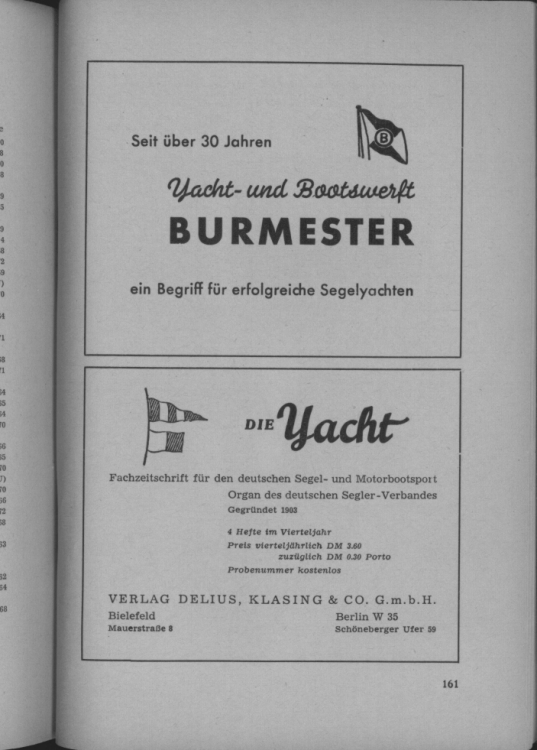 Seit über 30 Jahren
B
Yacht- und Bootswerft
BURMESTER
ein Begriff für erfolgreiche Segelyachten
DIE Yacht
Fachzeitschrift für den deutschen Segel- und Motorbootsport
Organ des deutschen Segler-Verbandes
Gegründet 1903
4 Hefte im Vierteljahr
Preis vierteljährlich DM 3.60
zuzüglich DM 0.30 Porto
Probenummer kostenlos
VERLAG DELIUS, KLASING & CO. G.m.b.H.
Bielefeld Berlin W 35
Mauerstraße 8 Schöneberger Ufer 59
161